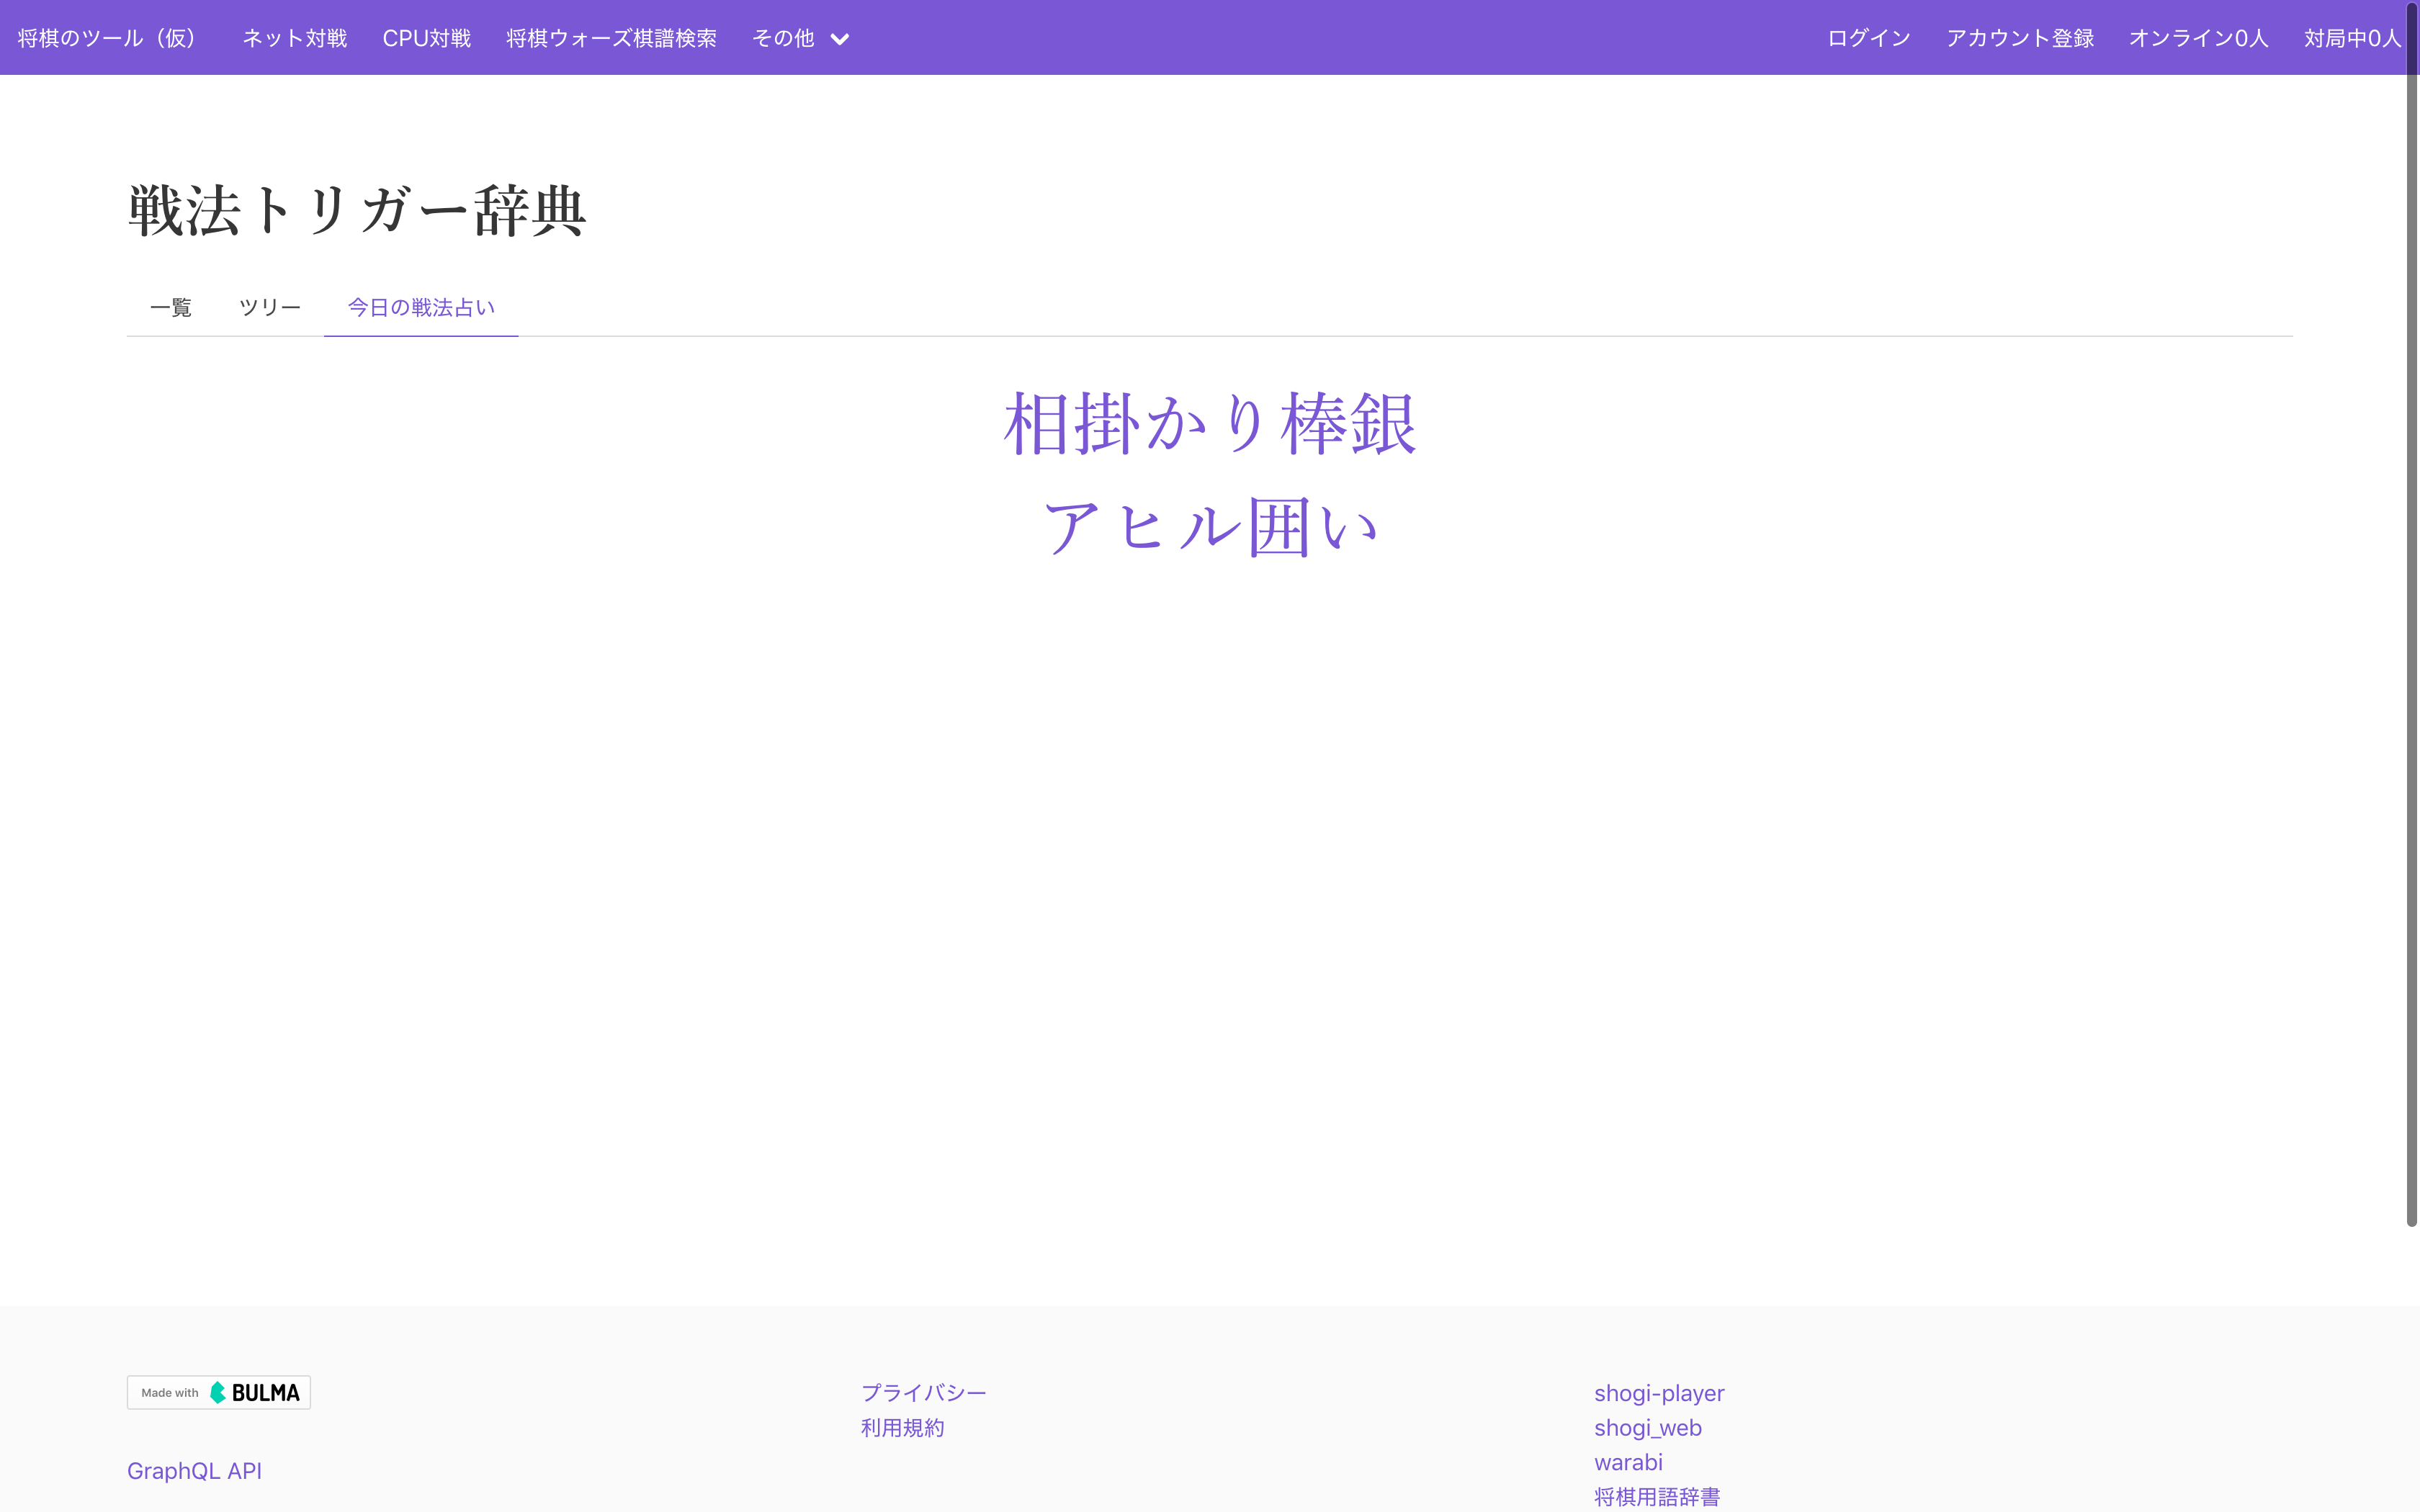 将棋のツール（仮） ネット対戦 CPU対戦 将棋ウォーズ棋譜検索 その他 ログイン アカウント登録 オンライン0人 対局中0人
戦法トリガー辞典
一覧 ツリー 今日の戦法占い
相掛かり棒銀
アヒル囲い
Made with BULMA
GraphQL API
プライバシー
利用規約
shogi-player
shogi_web
warabi
将棋用語辞書